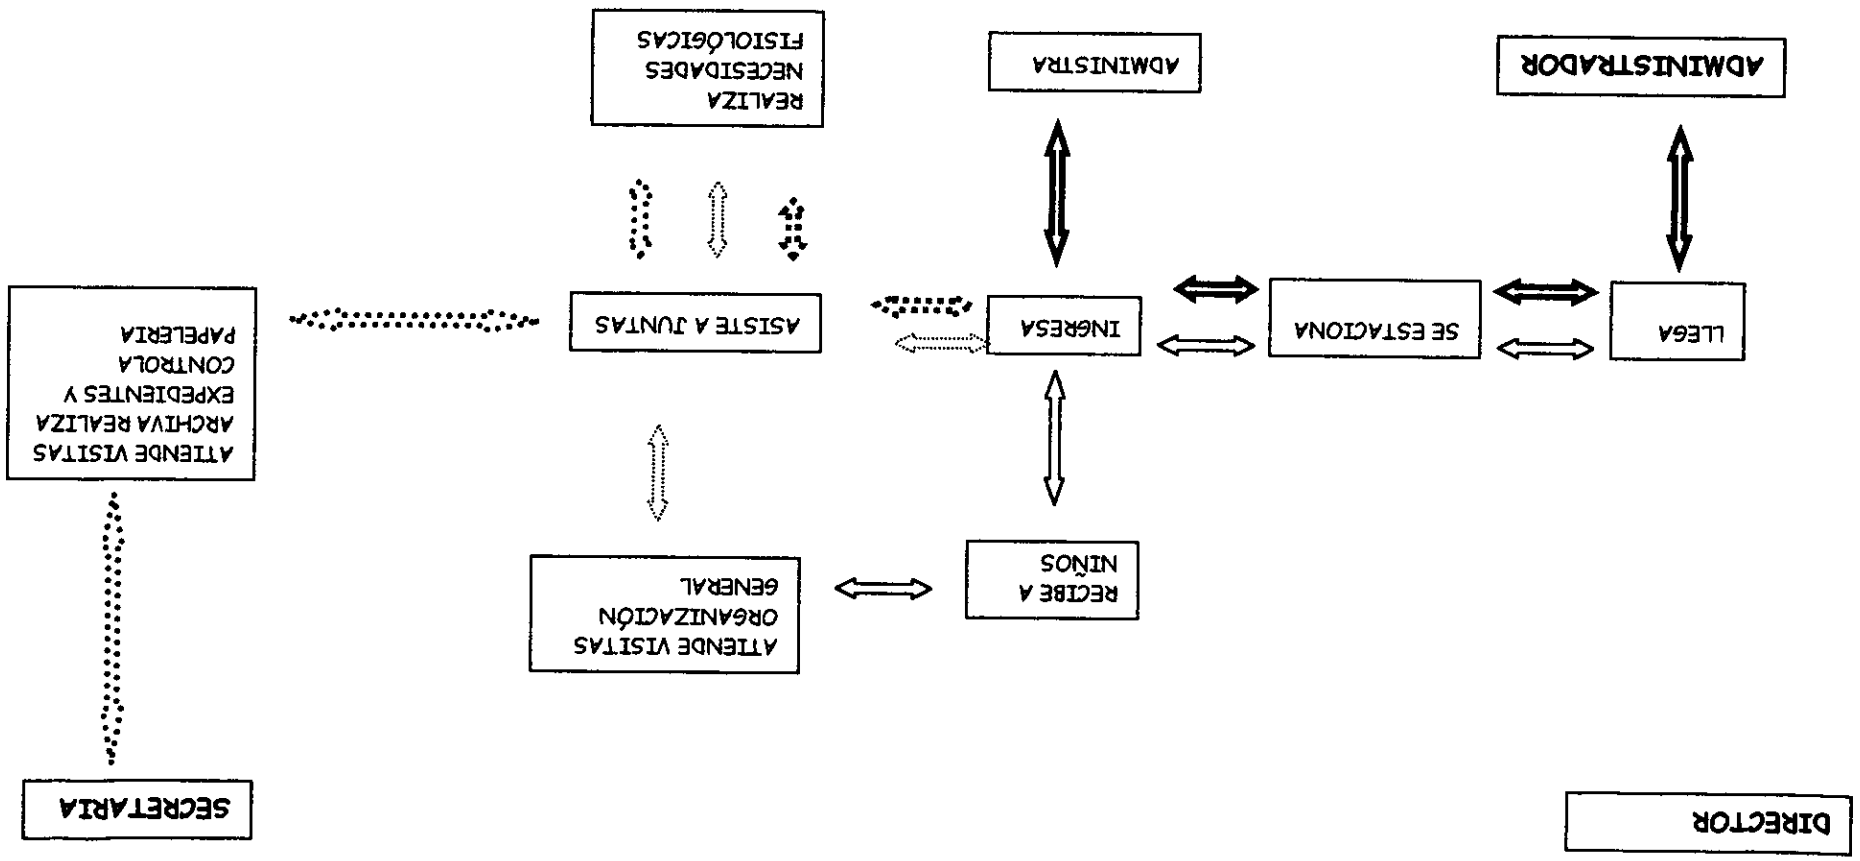 DIRECTOR
SECRETARIA
RECIBE A
NIÑOS
ATIENDE VISITAS
ORGANIZACIÓN
GENERAL
ATIENDE VISITAS
ARCHIVA REALIZA
EXPEDIENTES Y
CONTROLA
PAPELERIA
LLEGA
SE ESTACIONA
INGRESA
ASISTE A JUNTAS
ADMINISTRADOR
ADMINISTRA
REALIZA
NECESIDADES
FISIOLÓGICAS